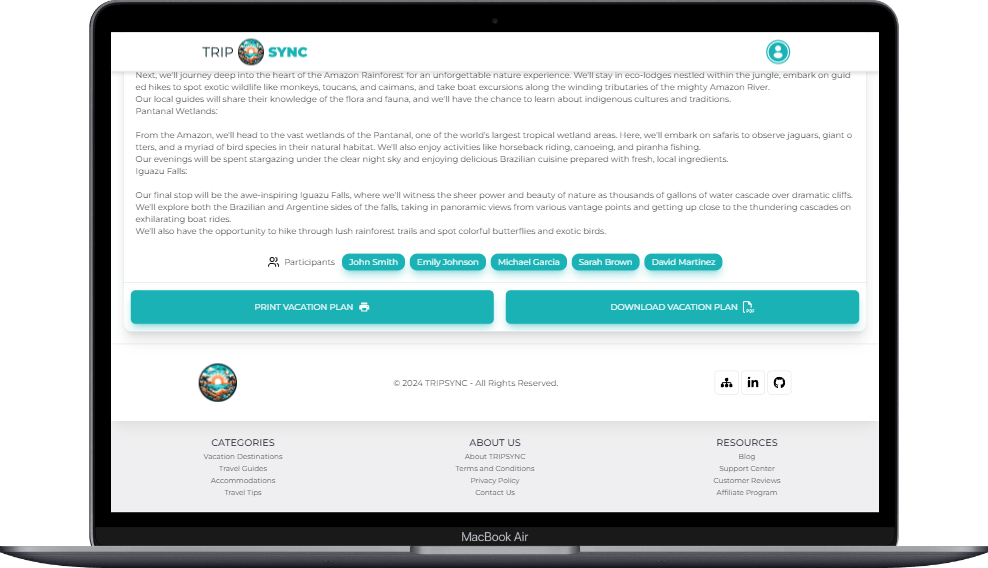 TRIP SYNC
Next, we'll journey deep into the heart of the Amazon Rainforest for an unforgettable nature experience. We'll stay in eco-lodges nestled within the jungle, embark on guid
ed hikes to spot exotic wildlife like monkeys, toucans, and caimans, and take boat excursions along the winding tributaries of the mighty Amazon River.
Our local guides will share their knowledge of the flora and fauna, and we'll have the chance to learn about indigenous cultures and traditions.
Pantanal Wetlands:
From the Amazon, we'll head to the vast wetlands of the Pantanal, one of the world's largest tropical wetland areas. Here, we'll embark on safaris to observe jaguars, giant o
tters, and a myriad of bird species in their natural habitat. We'll also enjoy activities like horseback riding, canoeing, and piranha fishing.
Our evenings will be spent stargazing under the clear night sky and enjoying delicious Brazilian cuisine prepared with fresh, local ingredients.
Iguazu Falls:
Our final stop will be the awe-inspiring Iguazu Falls, where we'll witness the sheer power and beauty of nature as thousands of gallons of water cascade over dramatic cliffs.
We'll explore both the Brazilian and Argentine sides of the falls, taking in panoramic views from various vantage points and getting up close to the thundering cascades on
exhilarating boat rides.
We'll also have the opportunity to hike through lush rainforest trails and spot colorful butterflies and exotic birds.
Participants John Smith Emily Johnson Michael Garcia Sarah Brown David Martinez
PRINT VACATION PLAN DOWNLOAD VACATION PLAN PDF
© 2024 TRIPSYNC - All Rights Reserved.
in
CATEGORIES ABOUT US RESOURCES
Vacation Destinations About TRIPSYNC Blog
Travel Guides Terms and Conditions Support Center
Accommodations Privacy Policy Customer Reviews
Travel Tips Contact Us Affiliate Program
MacBook Air